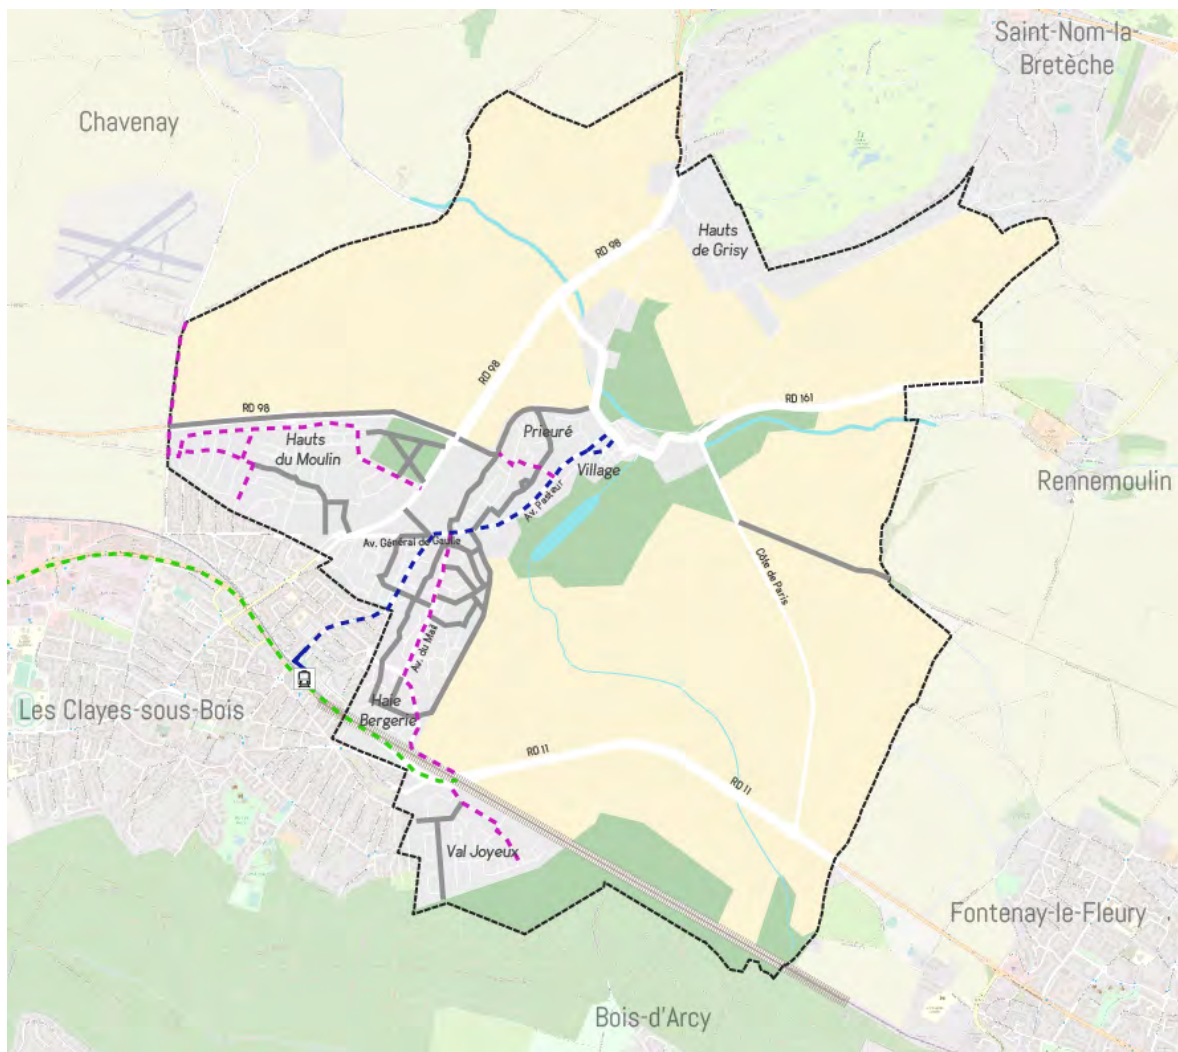 Saint-Nom-la-
Bretèche
Chavenay
Hauts
de Grisy
RD 98
RD 98
RD 161
RD 98
Hauts
du Moulin
Prieuré
Village
Rennemoulin
Av. Pasteur
Av. Général de Gaulle
Côte de Paris
Av. du Mail
Les Clayes-sous-Bois
Haie
Bergerie
RD 11
RD 11
Val Joyeux
Fontenay-le-Fleury
Bois-d'Arcy